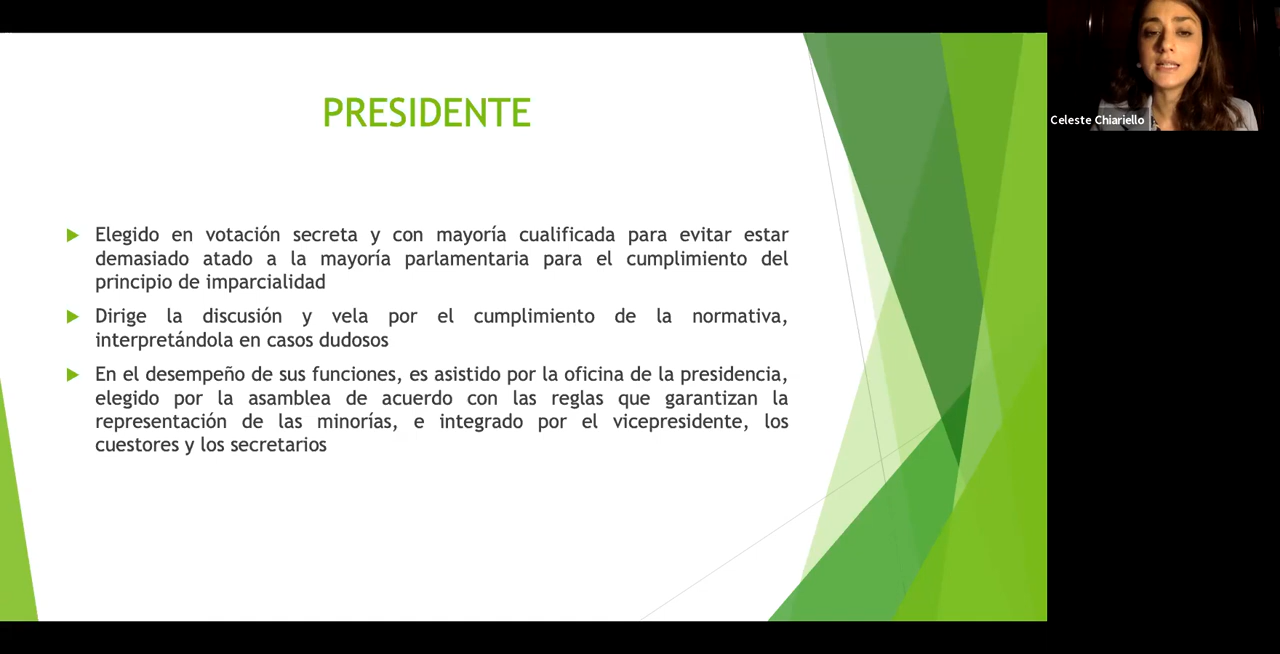 PRESIDENTE
Elegido en votación secreta y con mayoría cualificada para evitar estar
demasiado atado a la mayoría parlamentaria para el cumplimiento del
principio de imparcialidad
Dirige la discusión y vela por el cumplimiento de la normativa,
interpretándola en casos dudosos
En el desempeño de sus funciones, es asistido por la oficina de la presidencia,
elegido por la asamblea de acuerdo con las reglas que garantizan la
representación de las minorías, e integrado por el vicepresidente, los
cuestores y los secretarios
Celeste Chiariello